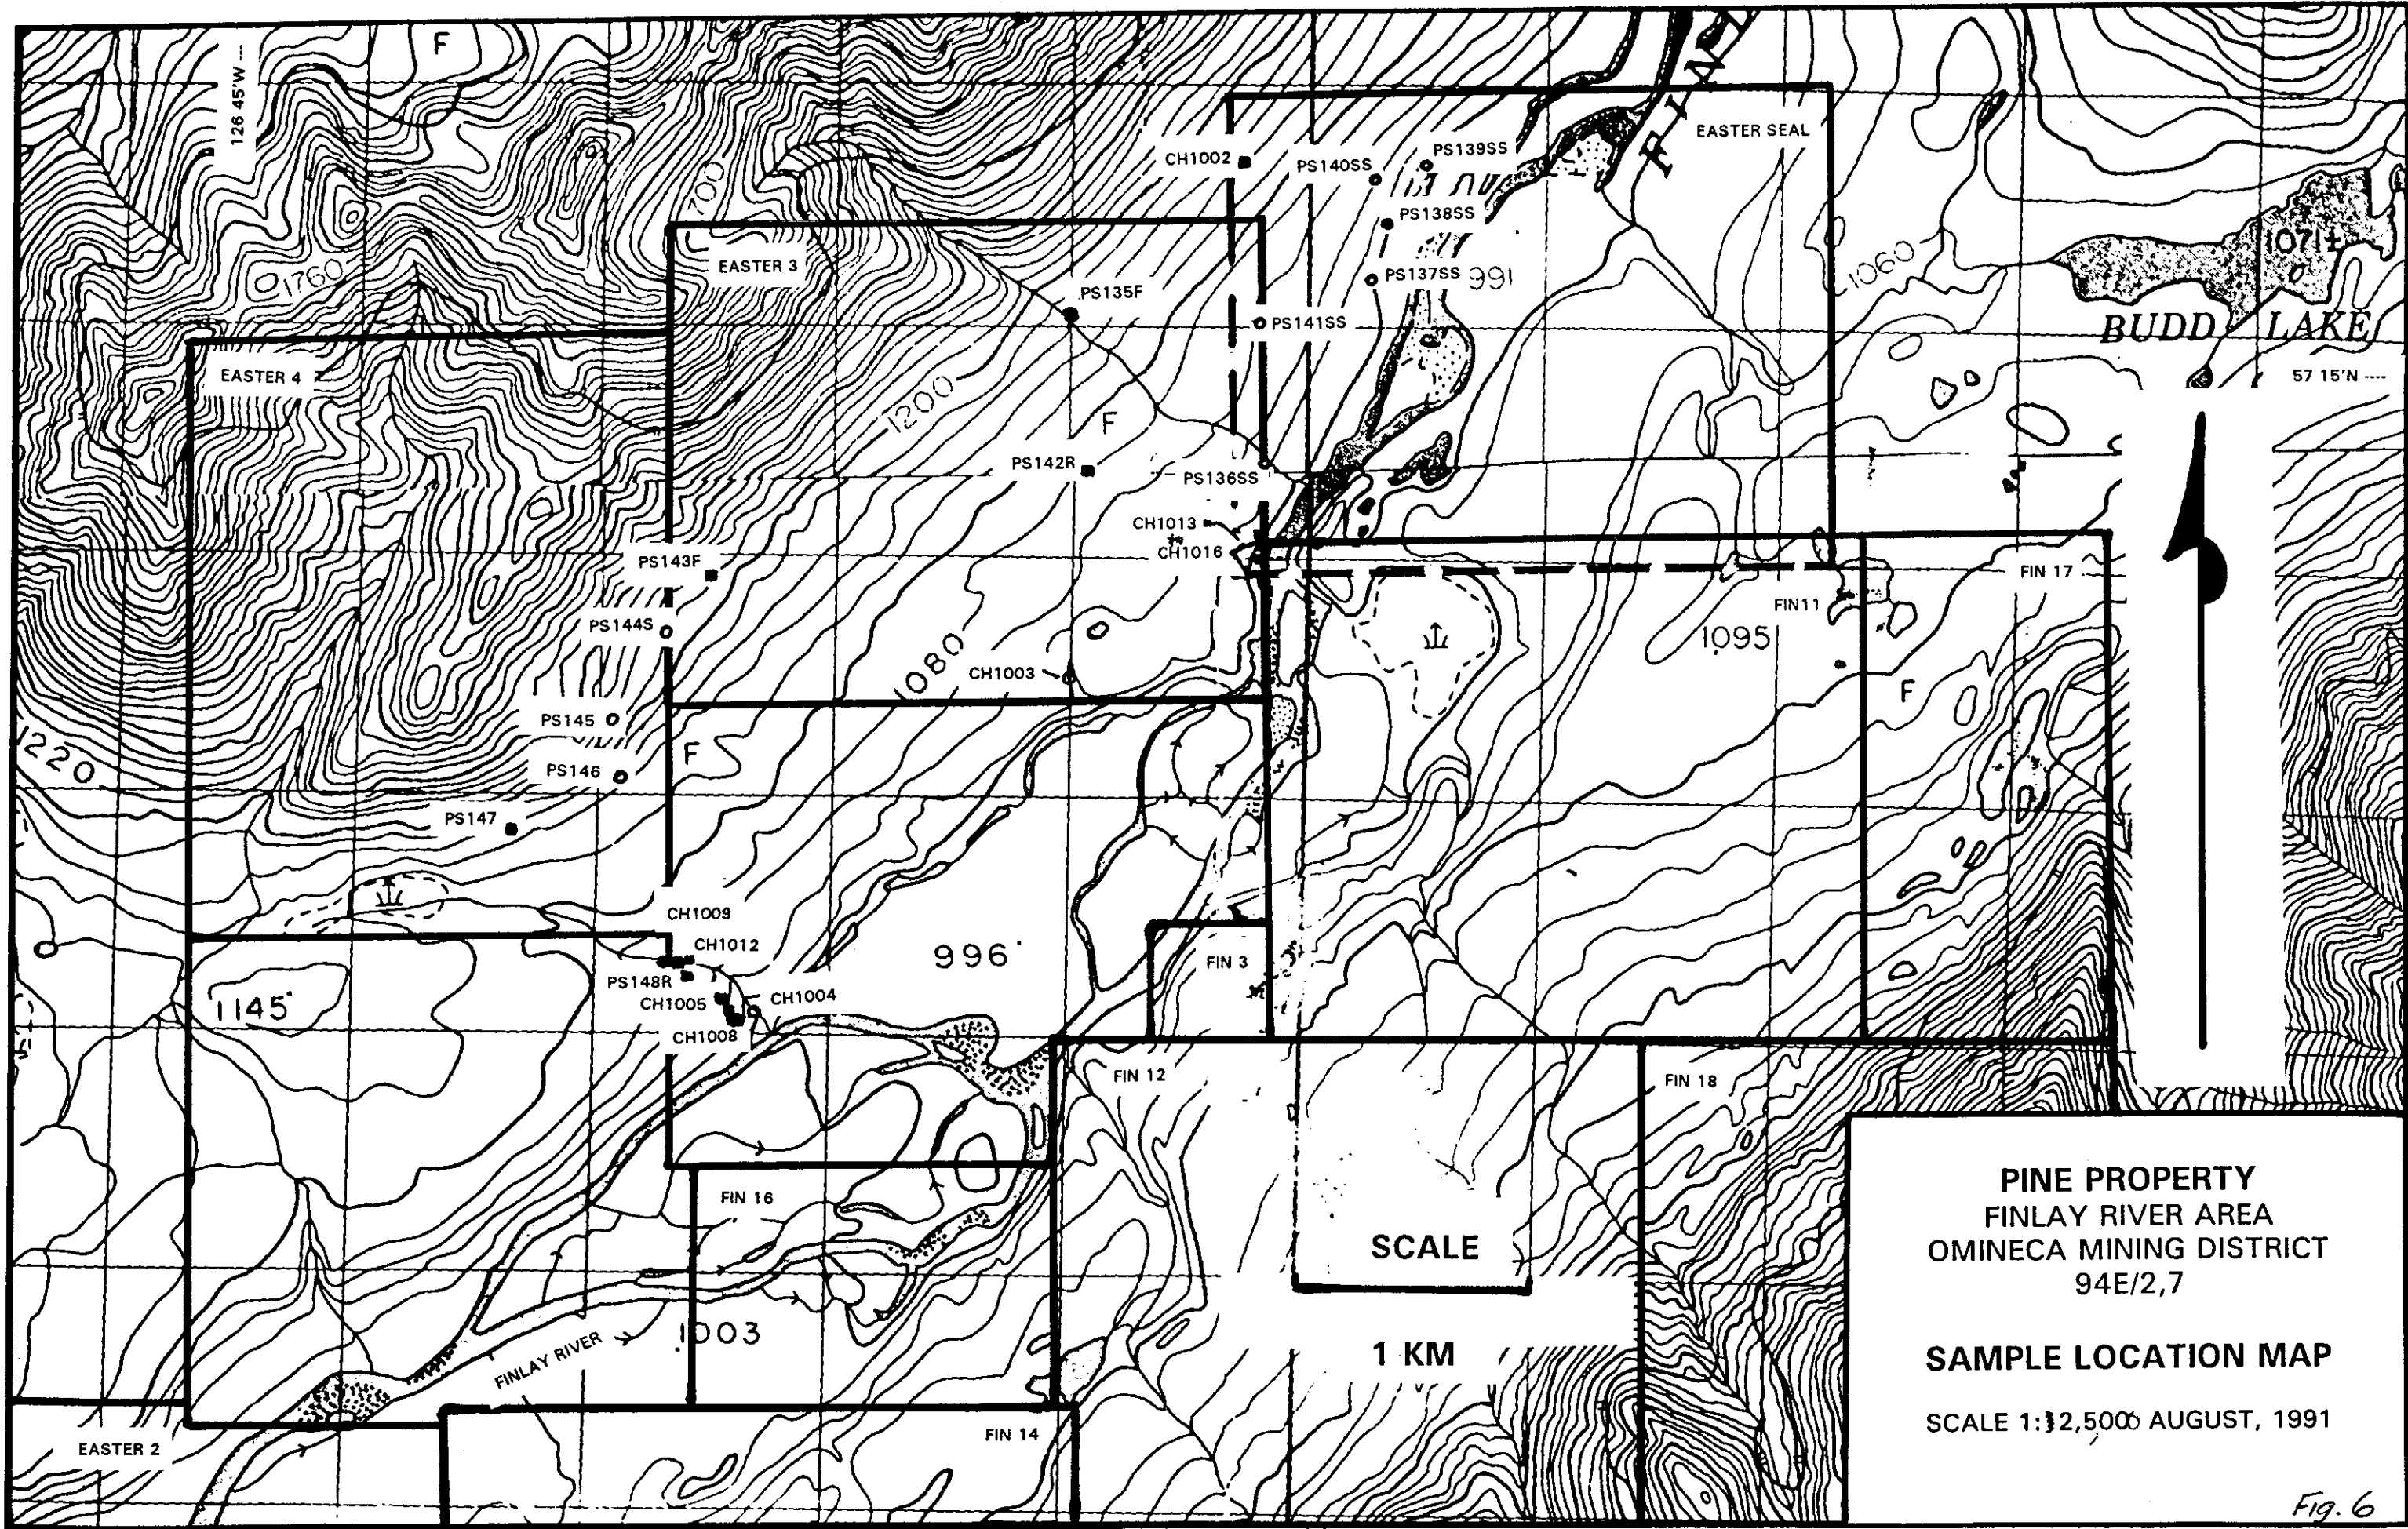 F
126 45'W ---
FINL
EASTER SEAL
CH1002
PS140SS
PS139SS
PS138SS
1700
EASTER 3
1760
PS137SS
991
1060
1071±
PS135F
PS141SS
BUDD LAKE
EASTER 4
57 15'N ----
1200
F
PS142R
PS136SS
CH1013
CH1016
PS143F
FIN 17
FIN11
PS144S
1095
1080
CH1003
F
PS145
F
1220
PS146
PS147
CH1009
CH1012
996
FIN 3
PS148R
CH1005
CH1004
1145
CH1008
FIN 12
FIN 18
FIN 16
SCALE
1 KM
1003
FINLAY RIVER
EASTER 2
FIN 14
PINE PROPERTY
FINLAY RIVER AREA
OMINECA MINING DISTRICT
94E/2,7
SAMPLE LOCATION MAP
SCALE AUGUST, 1991
Fig. 6